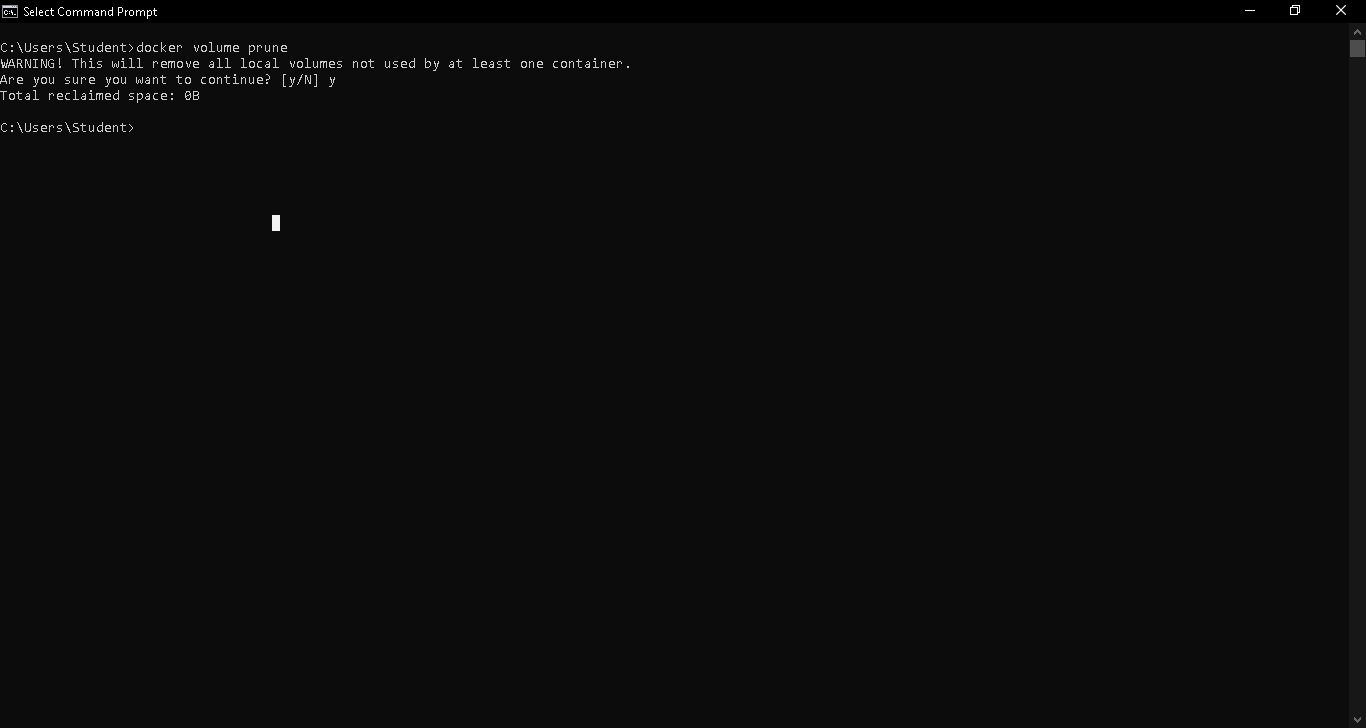 Select Command Prompt
C:\Users\Student>docker volume prune
WARNING! This will remove all local volumes not used by at least one container.
Are you sure you want to continue? [y/N] y
Total reclaimed space: 0B
C:\Users\Student>